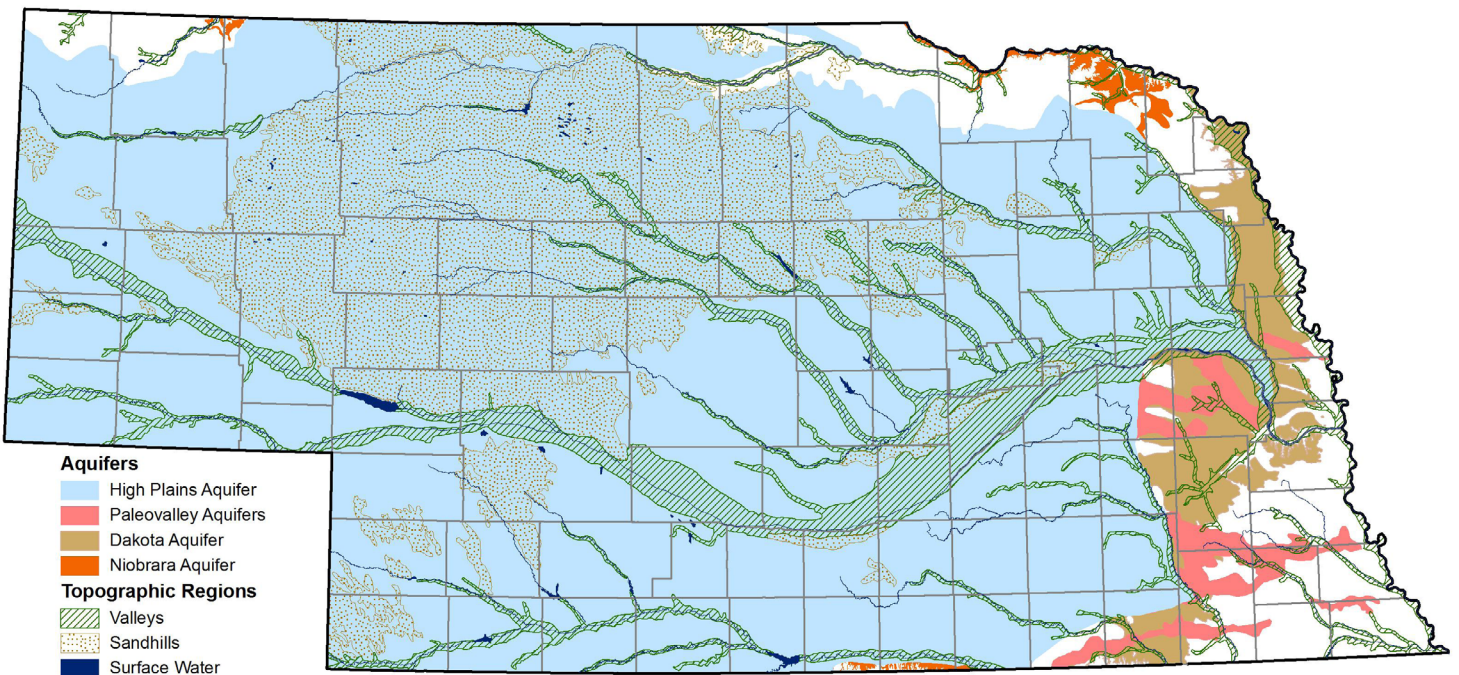 Aquifers
High Plains Aquifer
Paleovalley Aquifers
Dakota Aquifer
Niobrara Aquifer
Topographic Regions
Valleys
Sandhills
Surface Water